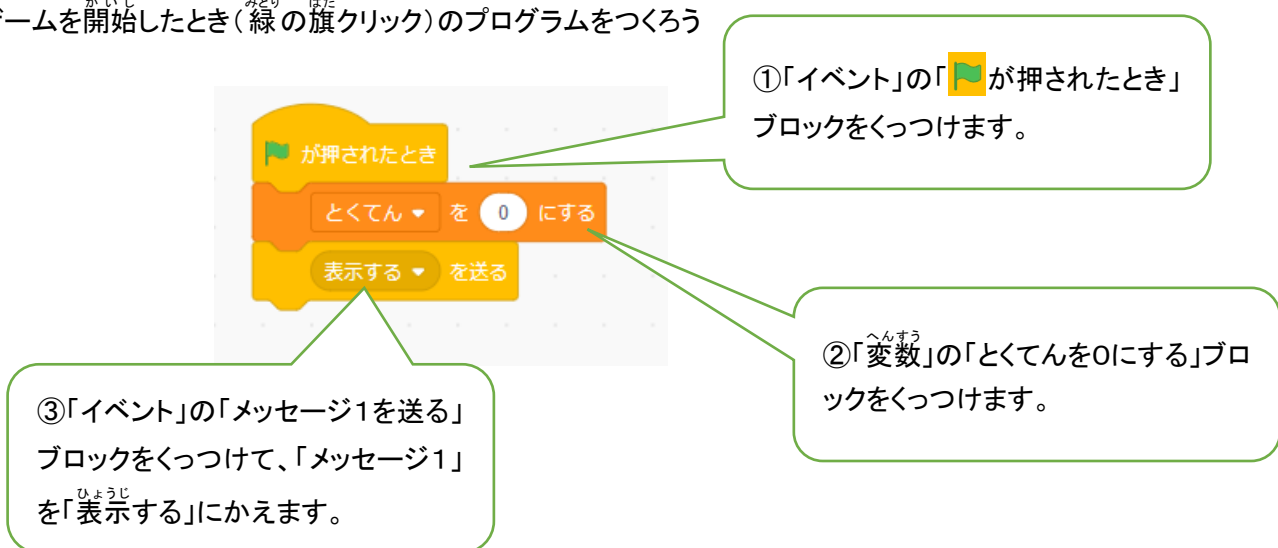 ゲームを開始したとき(緑の旗クリック)のプログラムをつくろう
かいし みどり はた
①「イベント」の「が押されたとき」
ブロックをくっつけます。
が押されたとき
とくてん を 0 にする
表示する を送る
へんすう
②「変数」の「とくてんを0にする」ブロ
ックをくっつけます。
③「イベント」の「メッセージ1を送る」
ブロックをくっつけて、「メッセージ1」
ひょうじ
を「表示する」にかえます。